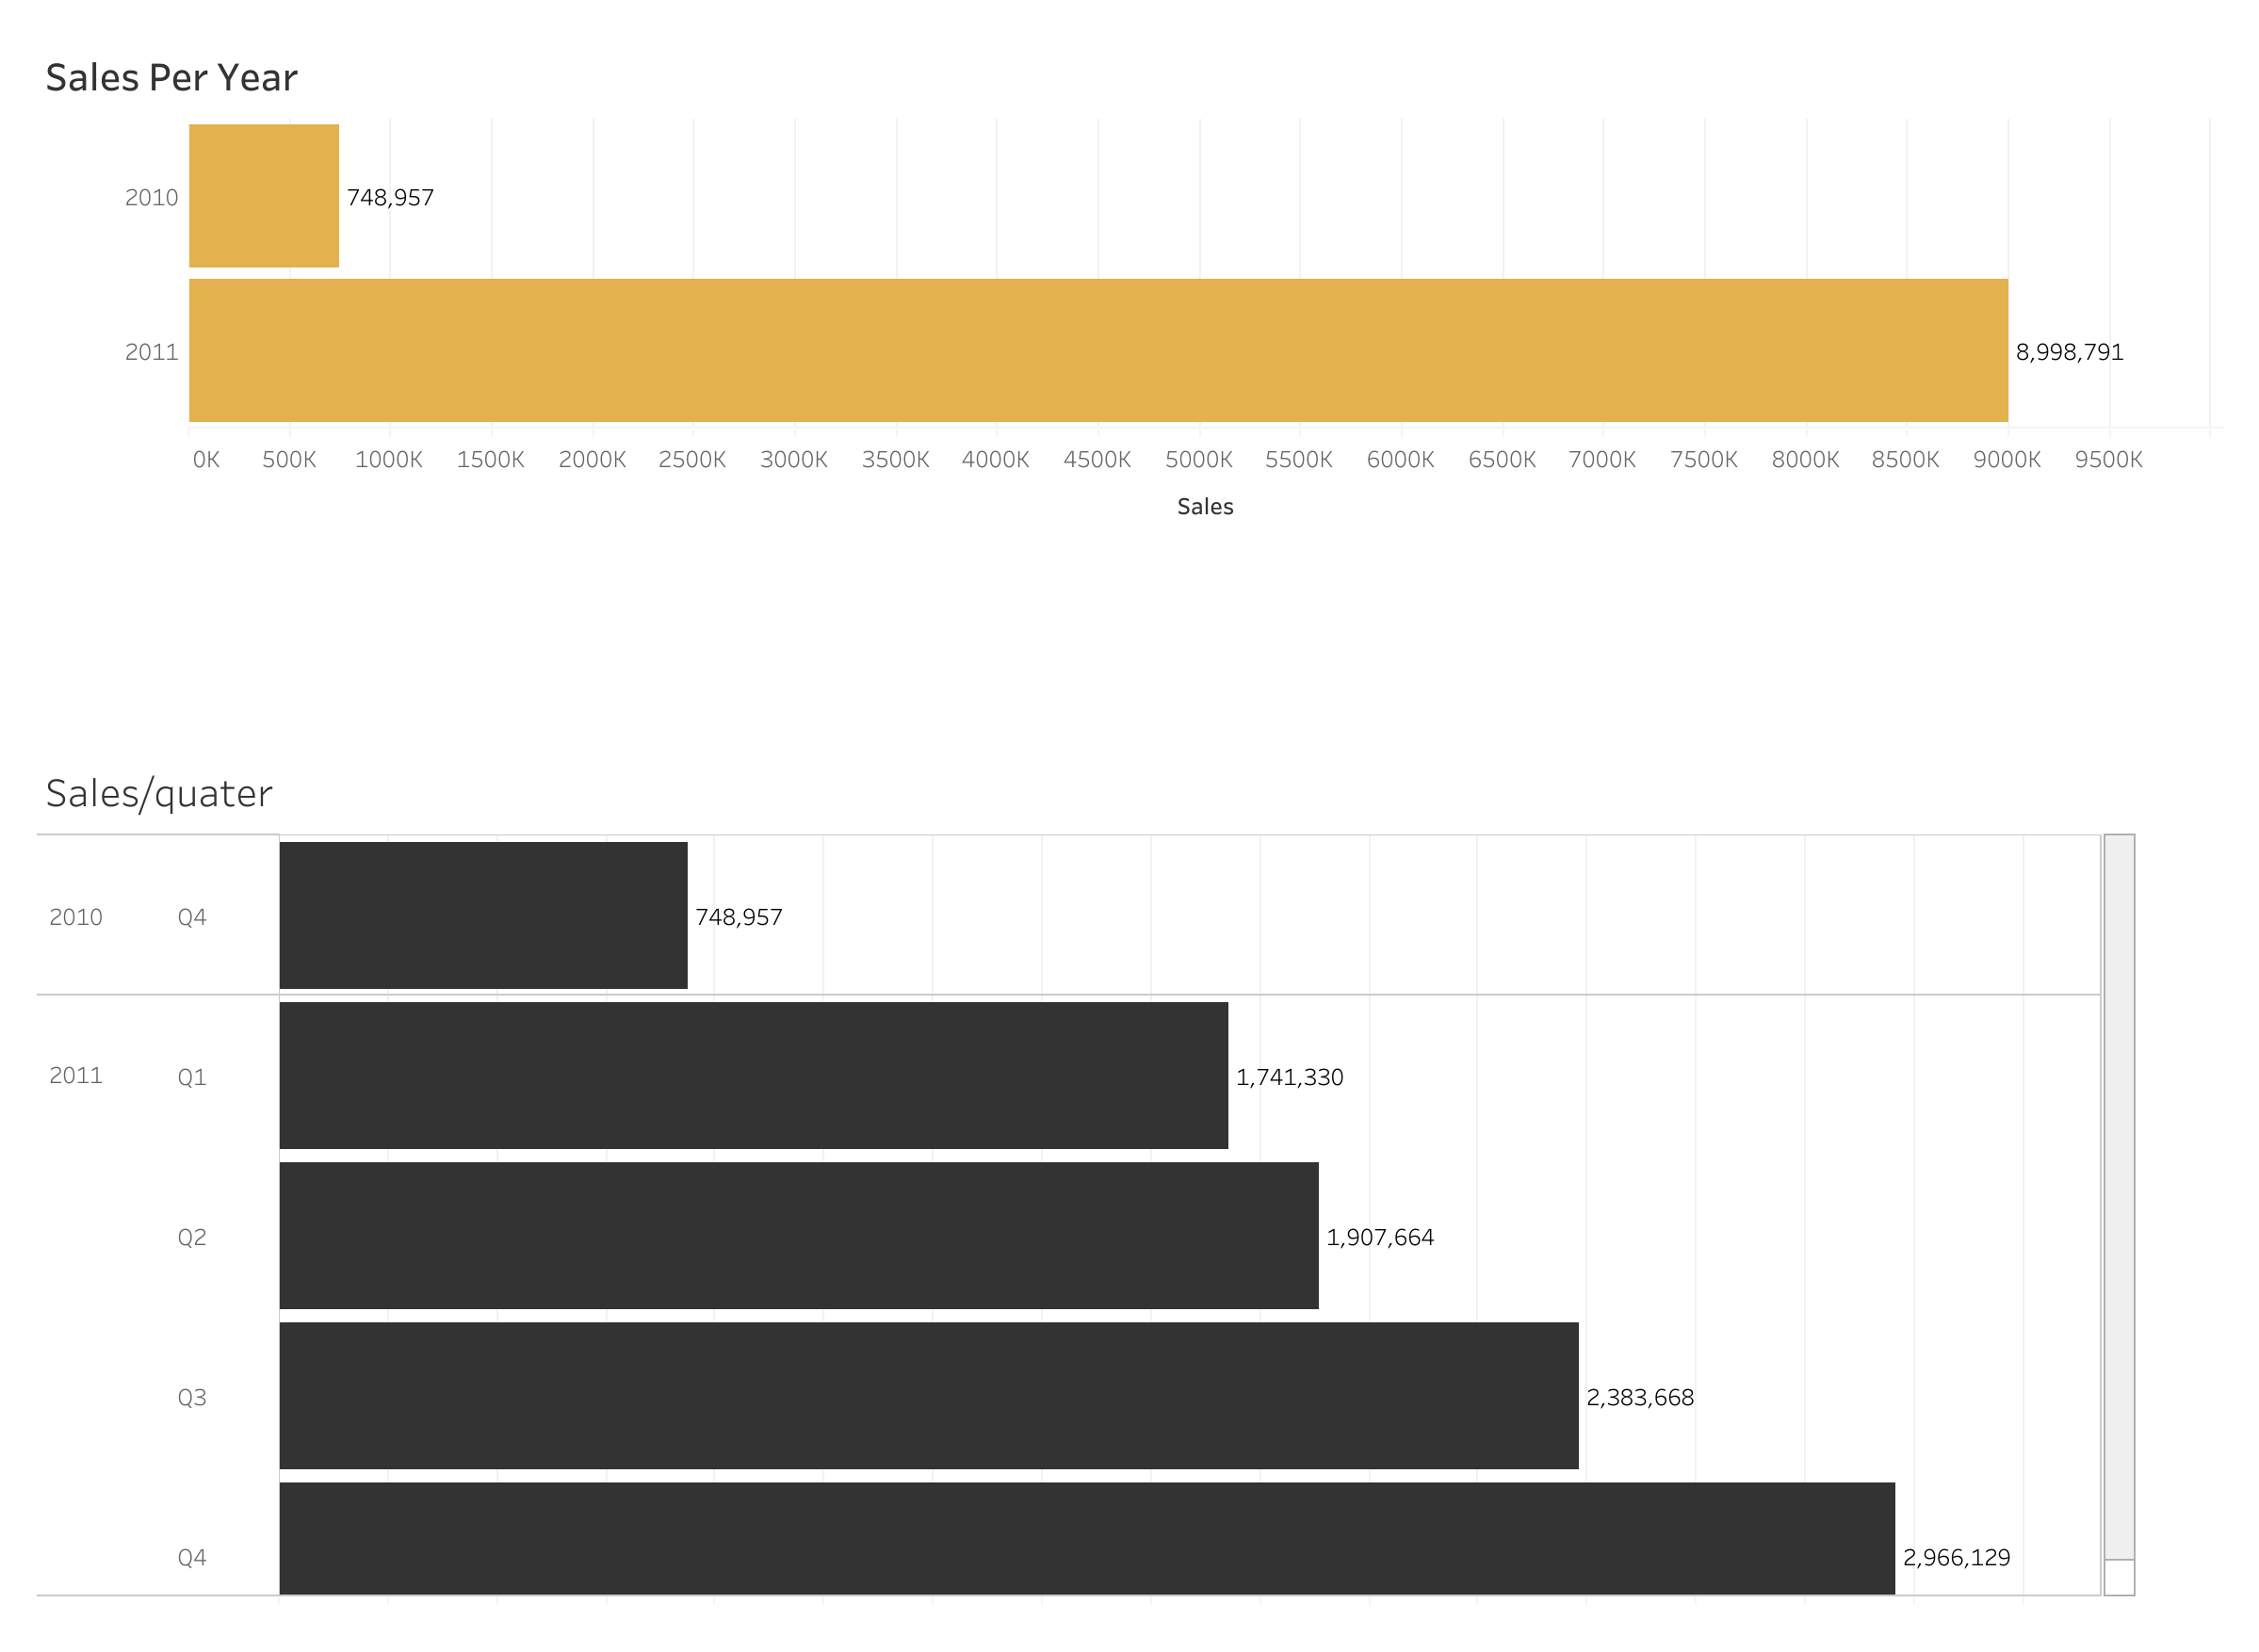 Sales Per Year
2010 748,957
2011 8,998,791
0K 500K 1000K 1500K 2000K 2500K 3000K 3500K 4000K 4500K 5000K 5500K 6000K 6500K 7000K 7500K 8000K 8500K 9000K 9500K
Sales
Sales/quater
2010 Q4 748,957
2011 Q1 1,741,330
Q2 1,907,664
Q3 2,383,668
Q4 2,966,129